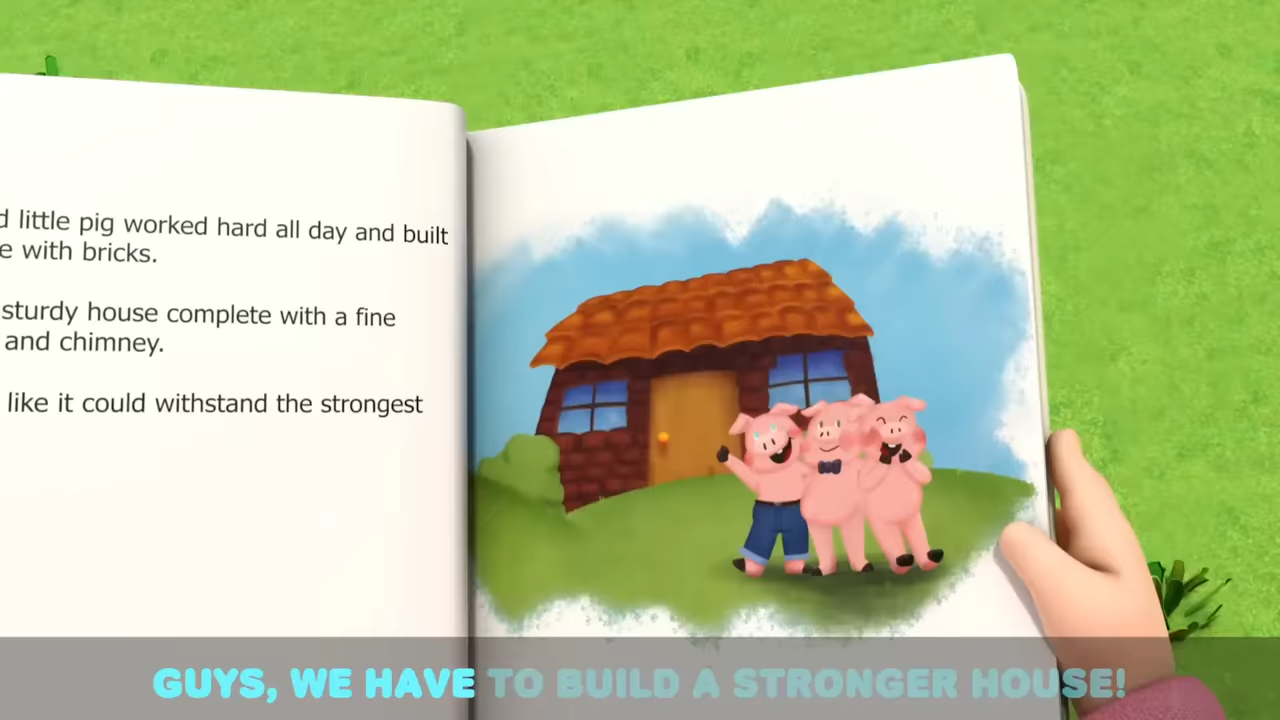 little pig worked hard all day and built
with bricks.
sturdy house complete with a fine
and chimney.
like it could withstand the strongest
GUYS, WE HAVE TO BUILD A STRONGER HOUSE!